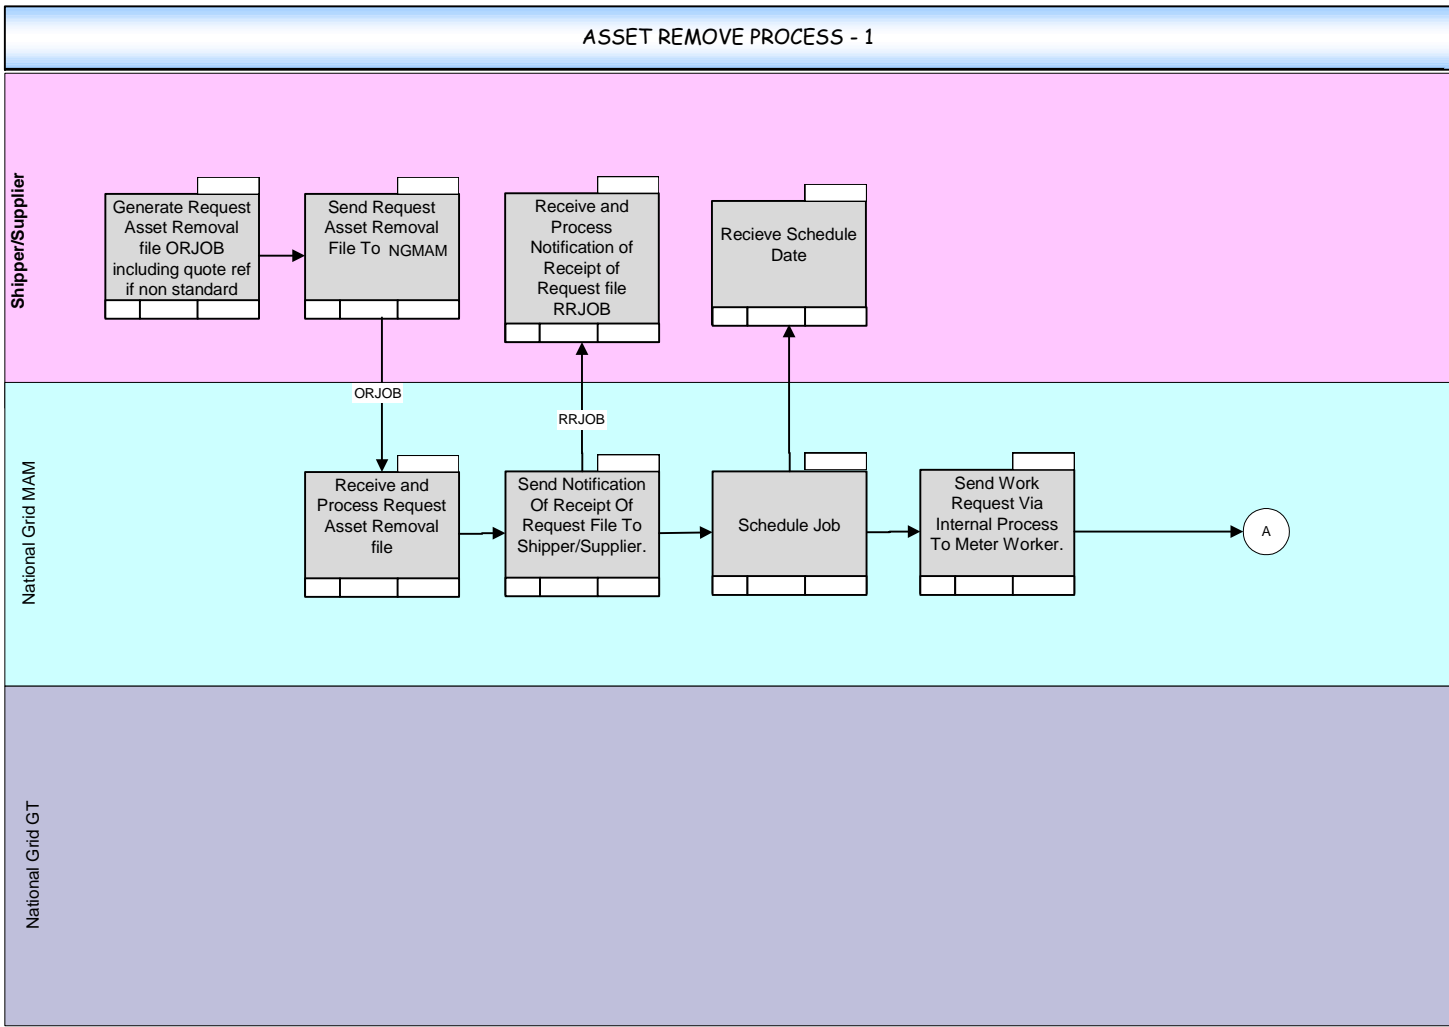 ASSET REMOVE PROCESS - 1
Shipper/Supplier
Generate Request
Asset Removal
file ORJOB
including quote ref
if non standard
Send Request
Asset Removal
File To NGMAM
Receive and
Process
Notification of
Receipt of
Request file
RRJOB
Recieve Schedule
Date
ORJOB
RRJOB
National Grid MAM
Receive and
Process Request
Asset Removal
file
Send Notification
Of Receipt Of
Request File To
Shipper/Supplier.
Schedule Job
Send Work
Request Via
Internal Process
To Meter Worker.
A
National Grid GT